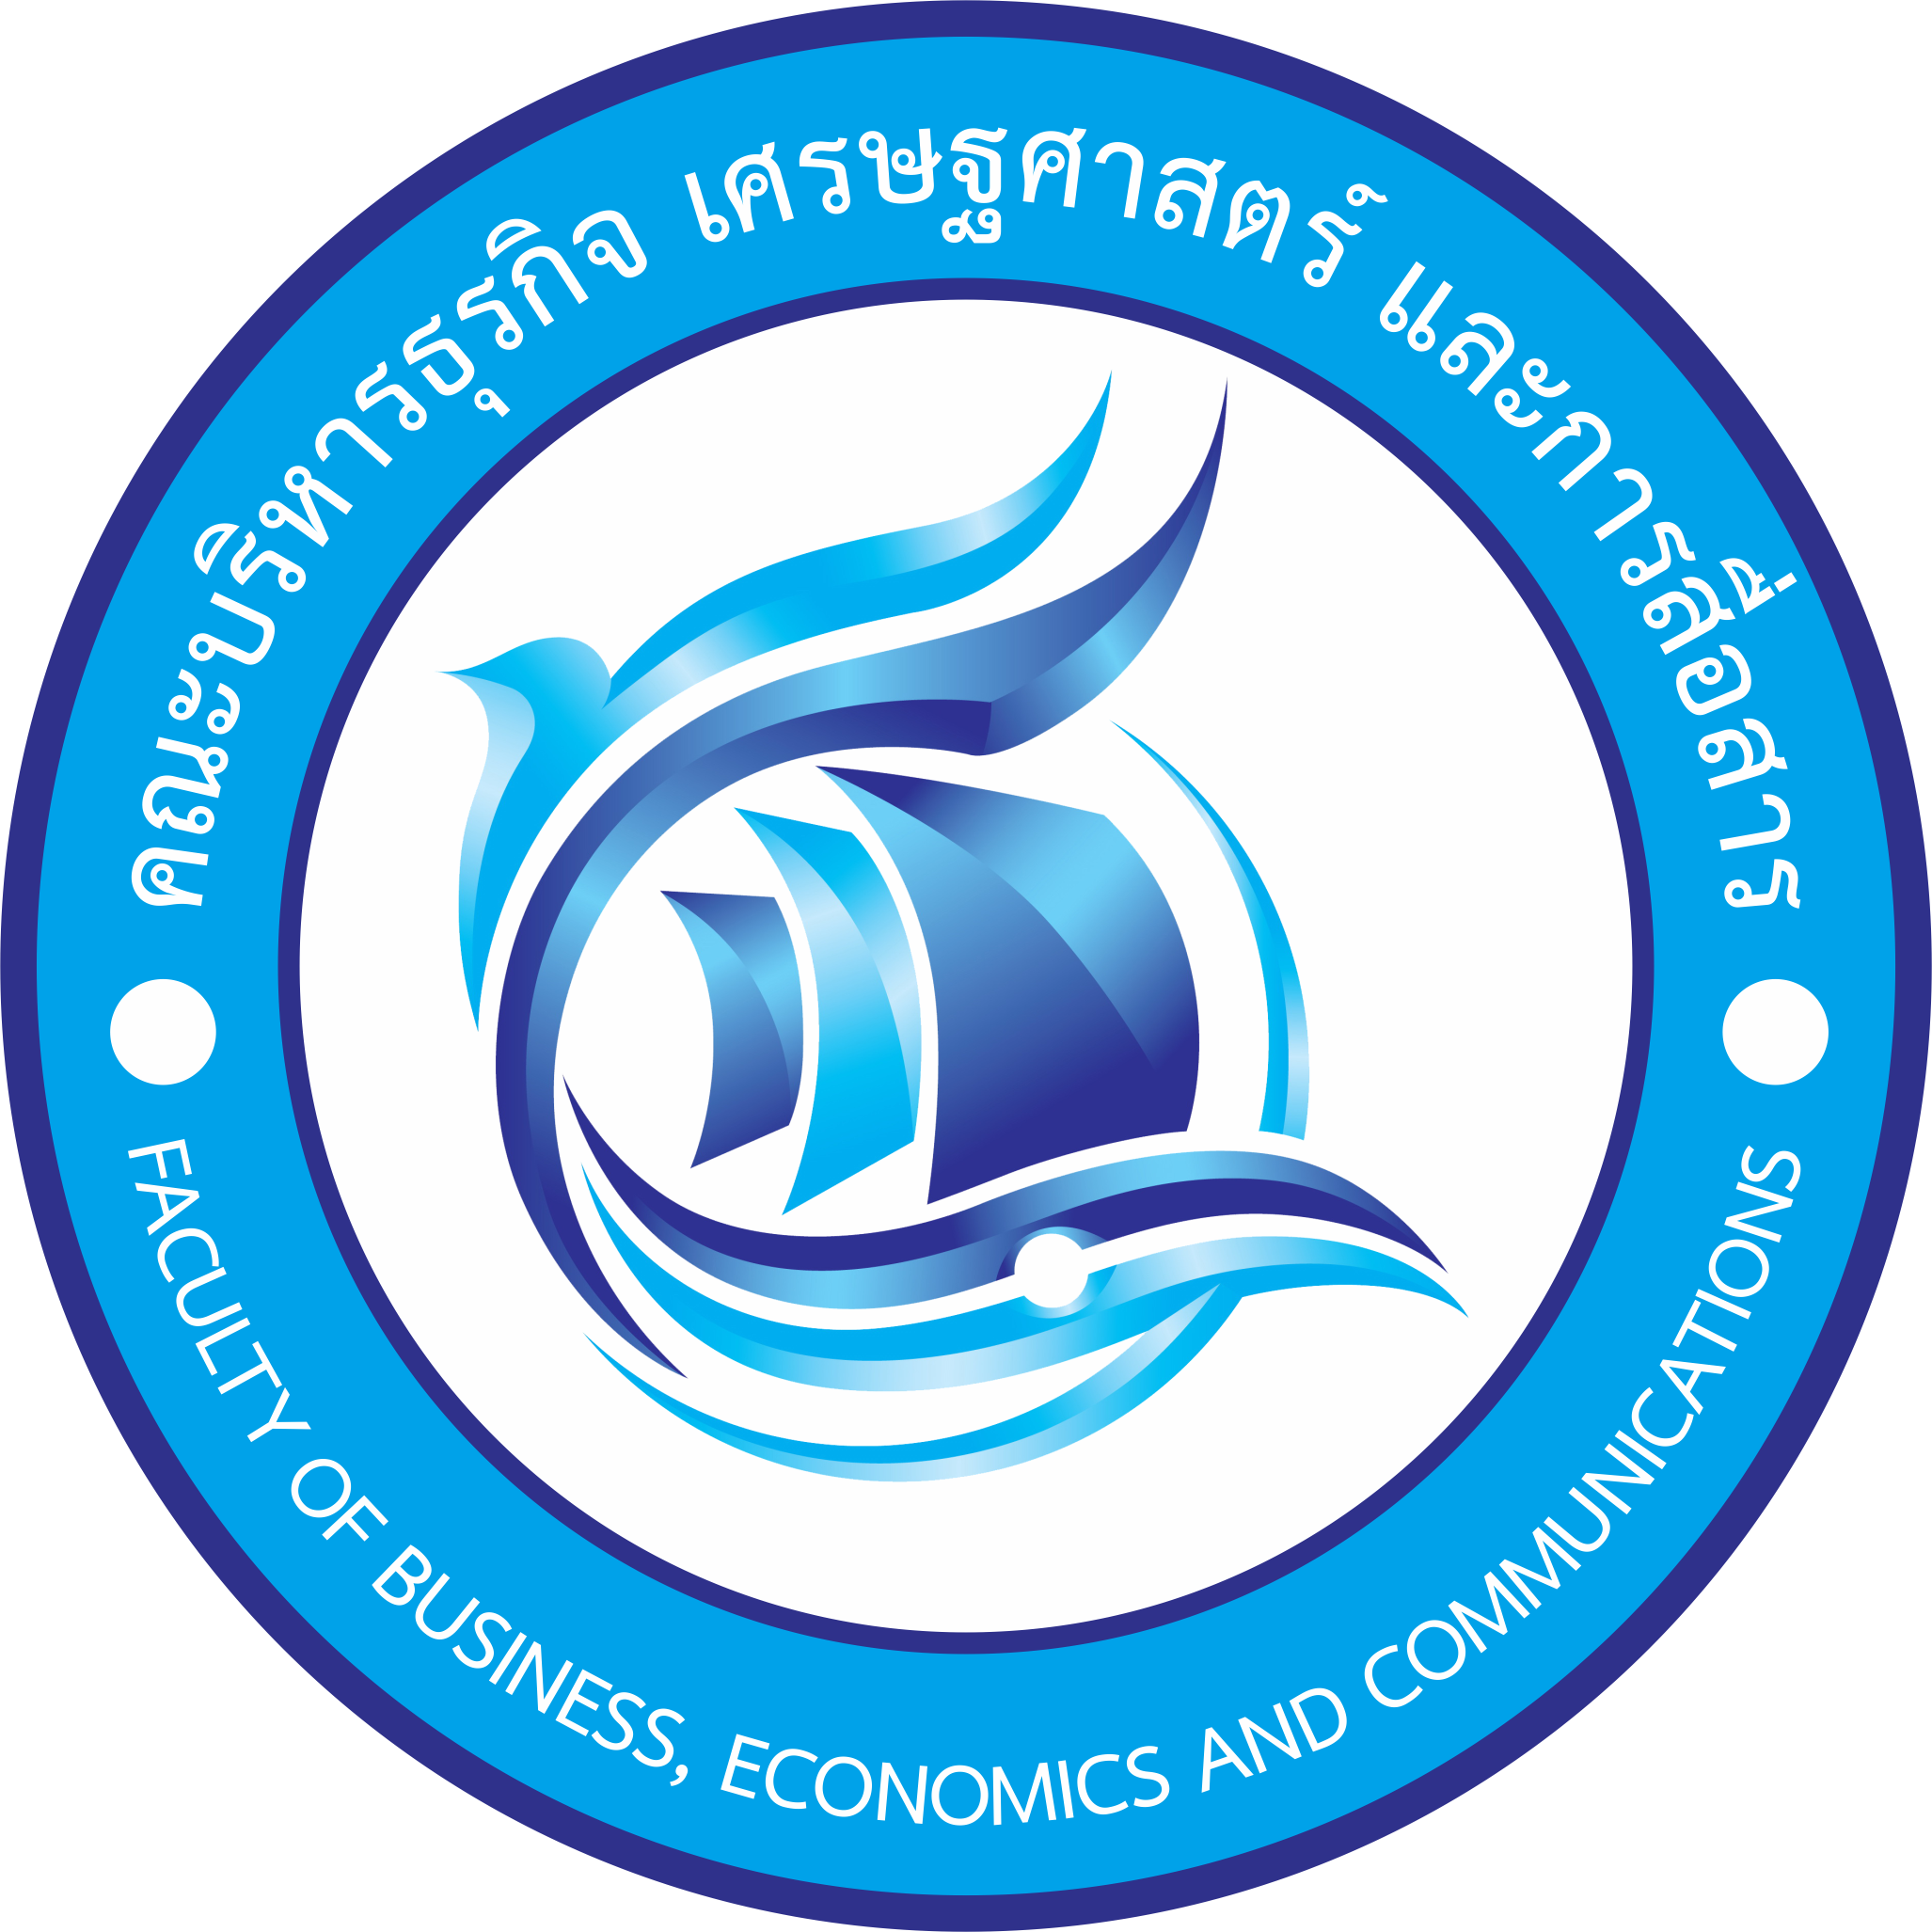 คณะบริหารธุรกิจ เศรษฐศาสตร์ และการสื่อสาร
FACULTY OF BUSINESS, ECONOMICS AND COMMUNICATIONS